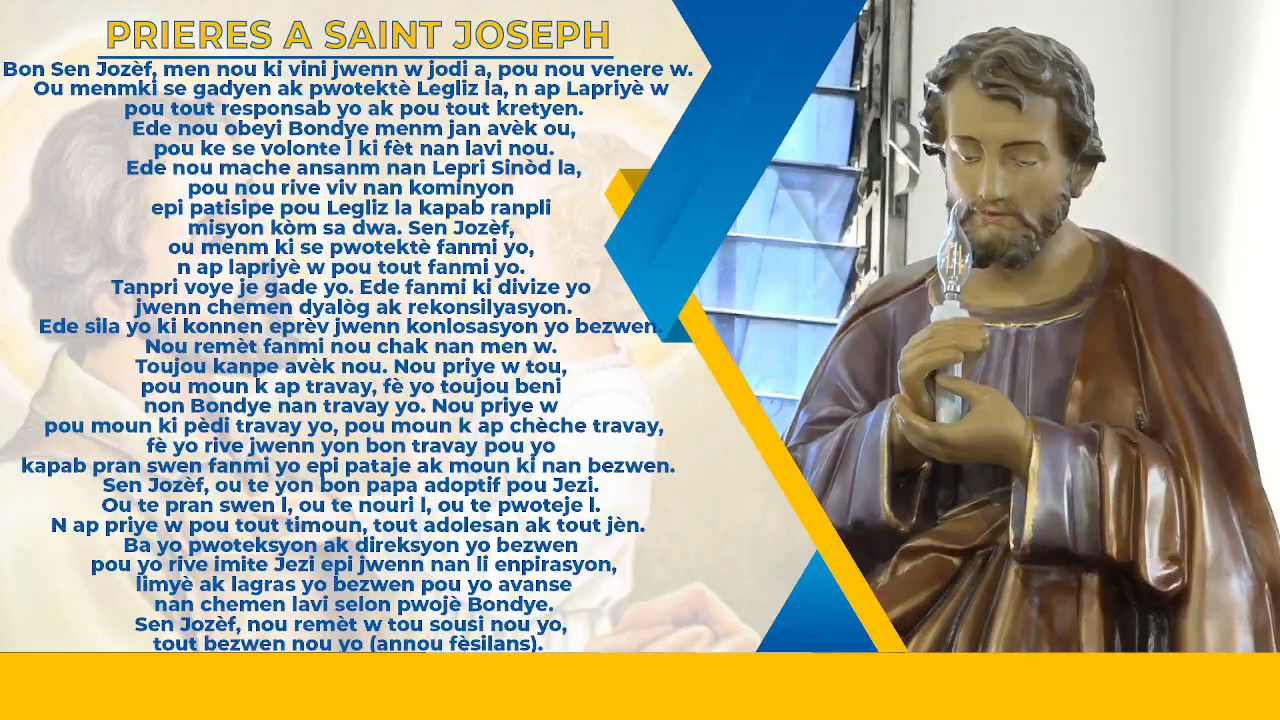 PRIERES A SAINT JOSEPH
Bon Sen Jozèf, men nou ki vini jwenn w jodi a, pou nou venere w.
Ou menmki se gadyen ak pwotektè Legliz la, n ap Lapriyè w
pou tout responsab yo ak pou tout kretyen.
Ede nou obeyi Bondye menm jan avèk ou,
pou ke se volonte l ki fèt nan lavi nou.
Ede nou mache ansanm nan Lepri Sinòd la,
pou nou rive viv nan kominyon
epi patisipe pou Legliz la kapab ranpli
misyon kòm sa dwa. Sen Jozèf,
ou menm ki se pwotektè fanmi yo,
n ap lapriyè w pou tout fanmi yo.
Tanpri voye je gade yo. Ede fanmi ki divize yo
jwenn chemen dyalòg ak rekonsilyasyon.
Ede sila yo ki konnen eprèv jwenn konlosasyon yo bezwen.
Nou remèt fanmi nou chak nan men w.
Toujou kanpe avèk nou. Nou priye w tou,
pou moun k ap travay, fè yo toujou beni
non Bondye nan travay yo. Nou priye w
pou moun ki pèdi travay yo, pou moun k ap chèche travay,
fè yo rive jwenn yon bon travay pou yo
kapab pran swen fanmi yo epi pataje ak moun ki nan bezwen.
Sen Jozèf, ou te yon bon papa adoptif pou Jezi.
Ou te pran swen l, ou te nouri l, ou te pwoteje l.
N ap priye w pou tout timoun, tout adolesan ak tout jèn.
Ba yo pwoteksyon ak direksyon yo bezwen
pou yo rive imite Jezi epi jwenn nan li enpirasyon,
limyè ak lagras yo bezwen pou yo avanse
nan chemen lavi selon pwojè Bondye.
Sen Jozèf, nou remèt w tou sousi nou yo,
tout bezwen nou yo (annou fèsilans).